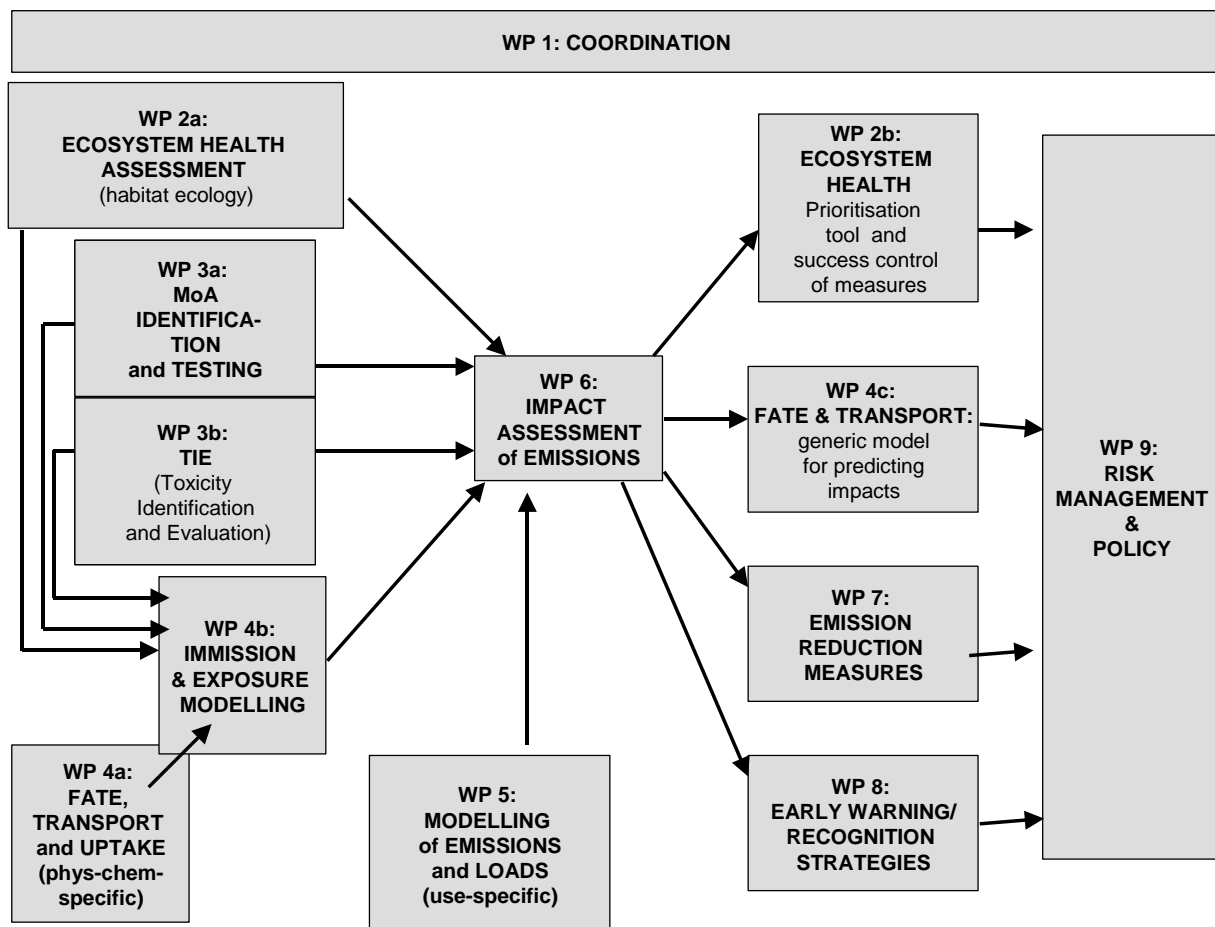 WP 1: COORDINATION
WP 2a:
ECOSYSTEM HEALTH
ASSESSMENT
(habitat ecology)
WP 3a:
MoA
IDENTIFICA-
TION
and TESTING
WP 3b:
TIE
(Toxicity
Identification
and Evaluation)
WP 4b:
IMMISSION
& EXPOSURE
MODELLING
WP 4a:
FATE,
TRANSPORT
and UPTAKE
(phys-chem-
specific)
WP 5:
MODELLING
of EMISSIONS
and LOADS
(use-specific)
WP 6:
IMPACT
ASSESSMENT
of EMISSIONS
WP 2b:
ECOSYSTEM
HEALTH
Prioritisation
tool and
success control
of measures
WP 4c:
FATE & TRANSPORT:
generic model
for predicting
impacts
WP 7:
EMISSION
REDUCTION
MEASURES
WP 8:
EARLY WARNING/
RECOGNITION
STRATEGIES
WP 9:
RISK
MANAGEMENT
&
POLICY